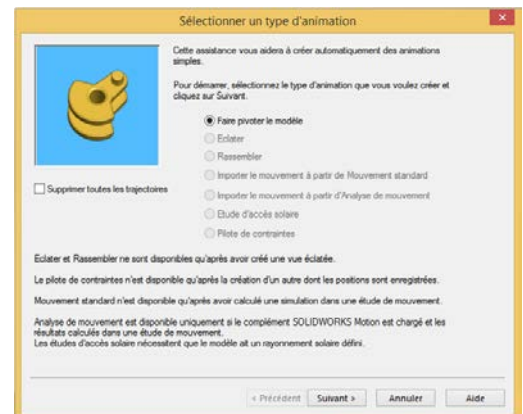 Sélectionner un type d'animation
Cette assistance vous aidera à créer automatiquement des animations
simples.
Pour démarrer, sélectionnez le type d'animation que vous voulez créer et
cliquez sur Suivant.
Faire pivoter le modèle
Eclater
Rassembler
Importer le mouvement à partir de Mouvement standard
Supprimer toutes les trajectoires
Importer le mouvement à partir d'Analyse de mouvement
Etude d'accès solaire
Pilote de contraintes
Eclater et Rassembler ne sont disponibles qu'après avoir créé une vue éclatée.
Le pilote de contraintes n'est disponible qu'après la création d'un autre dont les positions sont enregistrées.
Mouvement standard n'est disponible qu'après avoir calculé une simulation dans une étude de mouvement.
Analyse de mouvement est disponible uniquement si le complément SOLIDWORKS Motion est chargé et les
résultats calculés dans une étude de mouvement.
Les études d'accès solaire nécessitent que le modèle ait un rayonnement solaire défini.
< Précédent Suivant > Annuler Aide